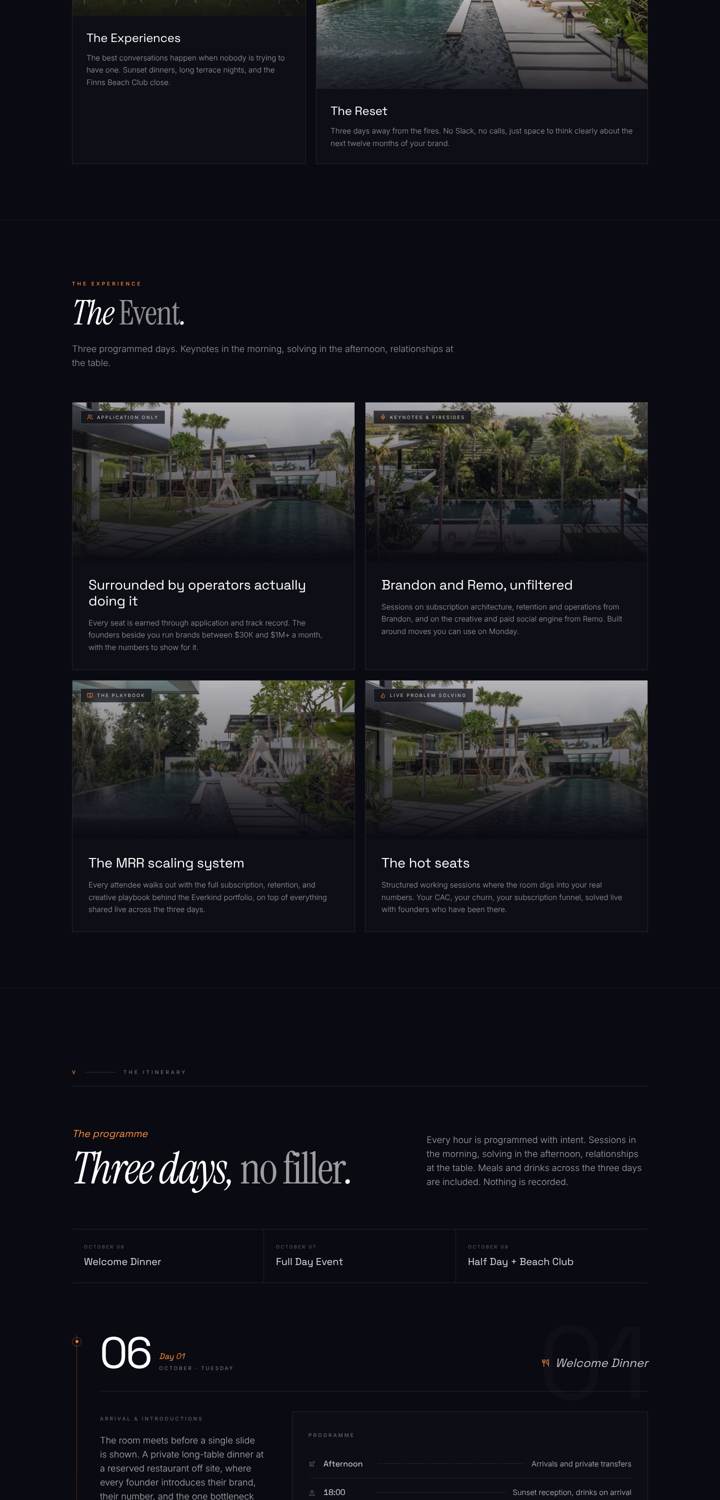 The Experiences
The best conversations happen when nobody is trying to
have one. Sunset dinners, long terrace nights, and the
Finns Beach Club close.
The Reset
Three days away from the fires. No Slack, no calls, just space to think clearly about the
next twelve months of your brand.
THE EXPERIENCE
The Event.
Three programmed days. Keynotes in the morning, solving in the afternoon, relationships at
the table.
APPLICATION ONLY
Surrounded by operators actually
doing it
Every seat is earned through application and track record. The
founders beside you run brands between $30K and $1M+ a month,
with the numbers to show for it.
KEYNOTES & FIRESIDES
Brandon and Remo, unfiltered
Sessions on subscription architecture, retention and operations from
Brandon, and on the creative and paid social engine from Remo. Built
around moves you can use on Monday.
THE PLAYBOOK
The MRR scaling system
Every attendee walks out with the full subscription, retention, and
creative playbook behind the Everkind portfolio, on top of everything
shared live across the three days.
LIVE PROBLEM SOLVING
The hot seats
Structured working sessions where the room digs into your real
numbers. Your CAC, your churn, your subscription funnel, solved live
with founders who have been there.
V THE ITINERARY
The programme
Three days, no filler.
Every hour is programmed with intent. Sessions in
the morning, solving in the afternoon, relationships
at the table. Meals and drinks across the three days
are included. Nothing is recorded.
OCTOBER 06
Welcome Dinner
OCTOBER 07
Full Day Event
OCTOBER 08
Half Day + Beach Club
06
Day 01
OCTOBER · TUESDAY
01
Welcome Dinner
ARRIVAL & INTRODUCTIONS
The room meets before a single slide
is shown. A private long-table dinner at
a reserved restaurant off site, where
every founder introduces their brand,
their number, and the one bottleneck
PROGRAMME
Afternoon Arrivals and private transfers
18:00 Sunset reception, drinks on arrival